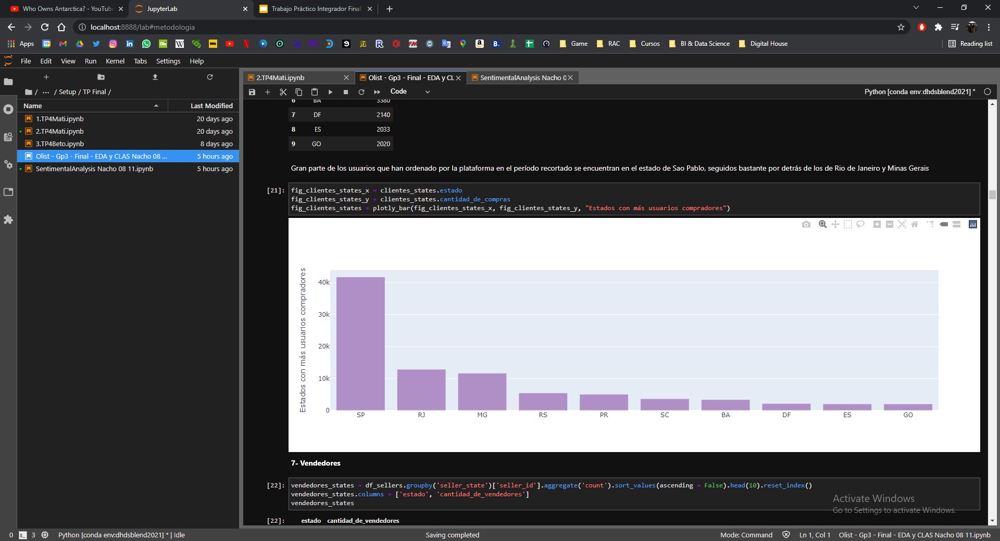 Who Owns Antarctica? - YouTube
JupyterLab
Trabajo Práctico Integrador Final
localhost:8888/lab#metodologia
Apps
Game
RAC
Cursos
BI & Data Science
Digital House
Reading list
File Edit View Run Kernel Tabs Settings Help
/ ··· / Setup / TP Final /
Name Last Modified
1.TP4Mati.ipynb 20 days ago
2.TP4Mati.ipynb 20 days ago
3.TP4Beto.ipynb 8 days ago
Olist - Gp3 - Final - EDA y CLAS Nacho 08 ... 5 hours ago
SentimentalAnalysis Nacho 08 11.ipynb 5 hours ago
2.TP4Mati.ipynb
Olist - Gp3 - Final - EDA y CL
SentimentalAnalysis Nacho 0
Code
Python [conda env:dhdsblend2021] *
6 BA 3380
7 DF 2140
8 ES 2033
9 GO 2020
Gran parte de los usuarios que han ordenado por la plataforma en el período recortado se encuentran en el estado de Sao Pablo, seguidos bastante por detrás de los de Rio de Janeiro y Minas Gerais
[21]:
fig_clientes_states_x = clientes_states.estado
fig_clientes_states_y = clientes_states.cantidad_de_compras
fig_clientes_states = plotly_bar(fig_clientes_states_x, fig_clientes_states_y, "Estados con más usuarios compradores")
Estados con más usuarios compradores
40k
30k
20k
10k
0
SP RJ MG RS PR SC BA DF ES GO
7- Vendedores
[22]:
vendedores_states = df_sellers.groupby('seller_state')['seller_id'].aggregate('count').sort_values(ascending = False).head(10).reset_index()
vendedores_states.columns = ['estado', 'cantidad_de_vendedores']
vendedores_states
[22]:
estado cantidad_de_vendedores
Activate Windows
Go to Settings to activate Windows.
0 3 Python [conda env:dhdsblend2021] * | Idle
Saving completed
Mode: Command
Ln 1, Col 1
Olist - Gp3 - Final - EDA y CLAS Nacho 08 11.ipynb